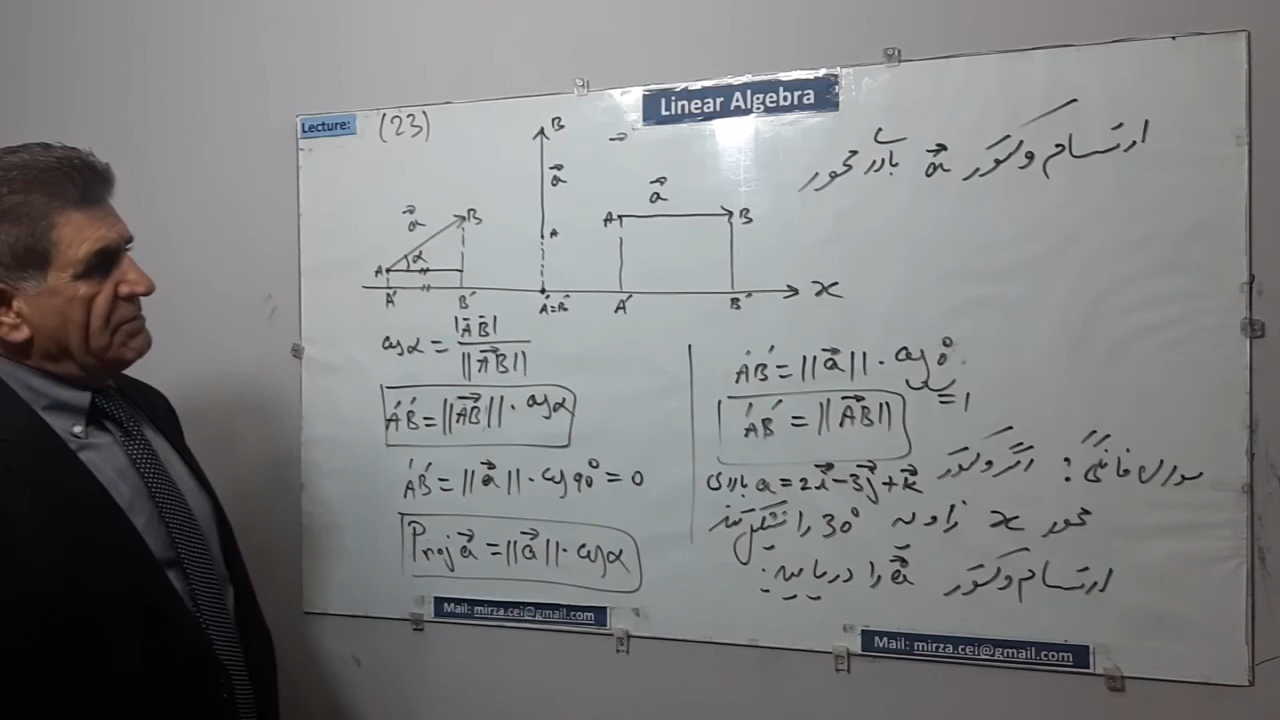 Linear Algebra
Lecture: (23)
ارتسام وکتور a⃗ بالای محور
B
a⃗
A
A' = B'
a⃗
A B
α
A' B'
a⃗
A B
A' B'
x
cos α = |A'B'| / ||AB⃗||
A'B' = ||AB⃗|| · cos α
A'B' = ||a⃗|| · cos 90° = 0
Proj a⃗ = ||a⃗|| · cos α
A'B' = ||a⃗|| · cos 0°
= 1
A'B' = ||AB⃗||
سوال خانگی: اگر وکتور a = 2i⃗ - 3j⃗ + k⃗ بالای
محور x زاویه 30° را تشکیل کند
ارتسام وکتور a⃗ را دریابید:
Mail: mirza.cei@gmail.com
Mail: mirza.cei@gmail.com